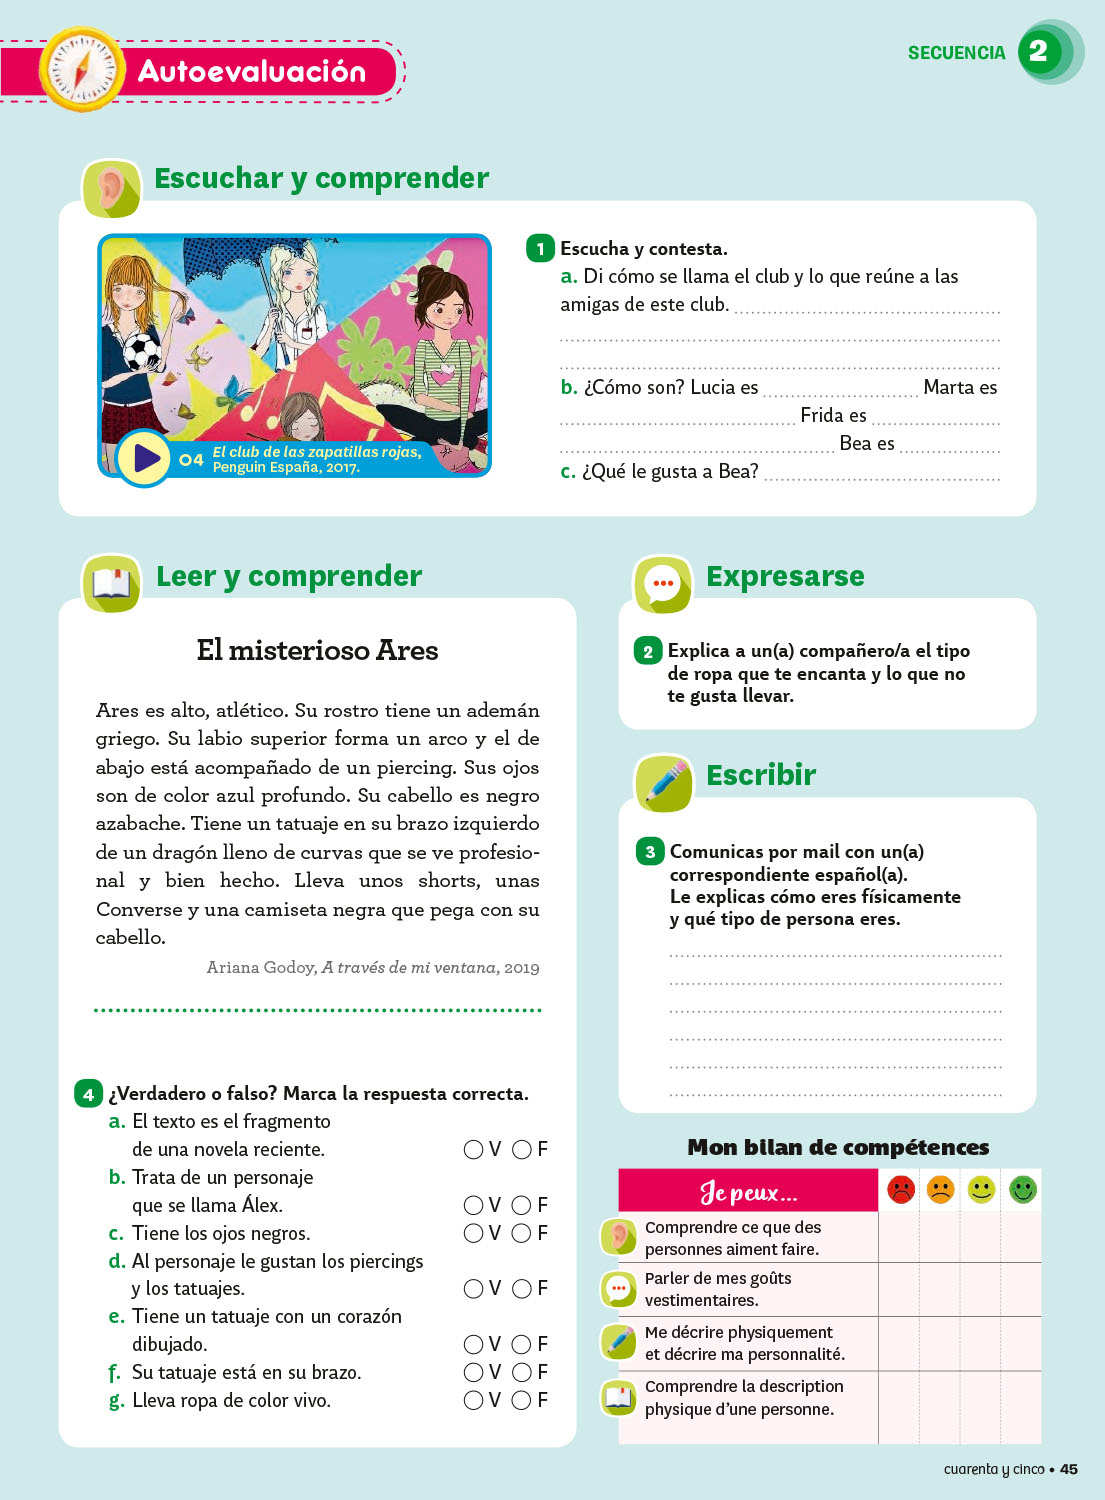 Autoevaluación
SECUENCIA 2
Escuchar y comprender
04 El club de las zapatillas rojas,
Penguin España, 2017.
1 Escucha y contesta.
a. Di cómo se llama el club y lo que reúne a las
amigas de este club.
b. ¿Cómo son? Lucia es Marta es
Frida es
Bea es
c. ¿Qué le gusta a Bea?
Leer y comprender
El misterioso Ares
Ares es alto, atlético. Su rostro tiene un ademán
griego. Su labio superior forma un arco y el de
abajo está acompañado de un piercing. Sus ojos
son de color azul profundo. Su cabello es negro
azabache. Tiene un tatuaje en su brazo izquierdo
de un dragón lleno de curvas que se ve profesio-
nal y bien hecho. Lleva unos shorts, unas
Converse y una camiseta negra que pega con su
cabello.
Ariana Godoy, A través de mi ventana, 2019
4 ¿Verdadero o falso? Marca la respuesta correcta.
a. El texto es el fragmento
de una novela reciente. V F
b. Trata de un personaje
que se llama Álex. V F
c. Tiene los ojos negros. V F
d. Al personaje le gustan los piercings
y los tatuajes. V F
e. Tiene un tatuaje con un corazón
dibujado. V F
f. Su tatuaje está en su brazo. V F
g. Lleva ropa de color vivo. V F
Expresarse
2 Explica a un(a) compañero/a el tipo
de ropa que te encanta y lo que no
te gusta llevar.
Escribir
3 Comunicas por mail con un(a)
correspondiente español(a).
Le explicas cómo eres físicamente
y qué tipo de persona eres.
Mon bilan de compétences
Je peux...
Comprendre ce que des
personnes aiment faire.
Parler de mes goûts
vestimentaires.
Me décrire physiquement
et décrire ma personnalité.
Comprendre la description
physique d'une personne.
cuarenta y cinco • 45